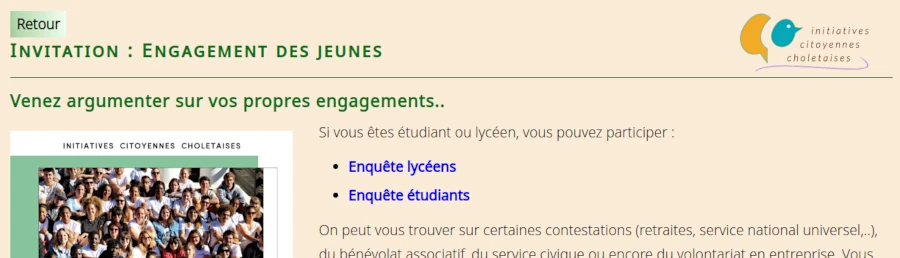 Retour
Invitation : Engagement des jeunes
initiatives
citoyennes
choletaises
Venez argumenter sur vos propres engagements..
INITIATIVES CITOYENNES CHOLETAISES
Si vous êtes étudiant ou lycéen, vous pouvez participer :
• Enquête lycéens
• Enquête étudiants
On peut vous trouver sur certaines contestations (retraites, service national universel,..),
du bénévolat associatif, du service civique ou encore du volontariat en entreprise. Vous